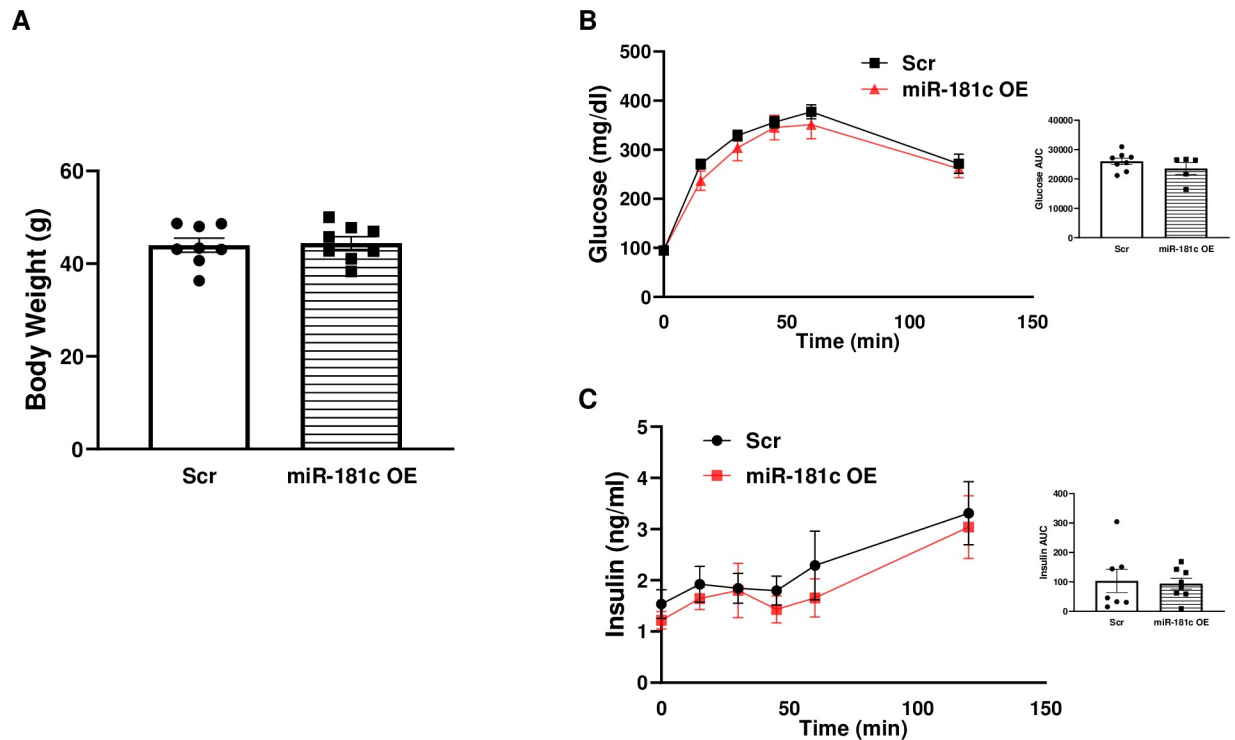 A
60
40
20
0
Body Weight (g)
Scr
miR-181c OE
B
500
400
300
200
100
0
Glucose (mg/dl)
Scr
miR-181c OE
0
50
100
150
Time (min)
40000
30000
20000
10000
0
Glucose AUC
Scr
miR-181c OE
C
5
4
3
2
1
0
Insulin (ng/ml)
Scr
miR-181c OE
0
50
100
150
Time (min)
400
300
200
100
0
Insulin AUC
Scr
miR-181c OE